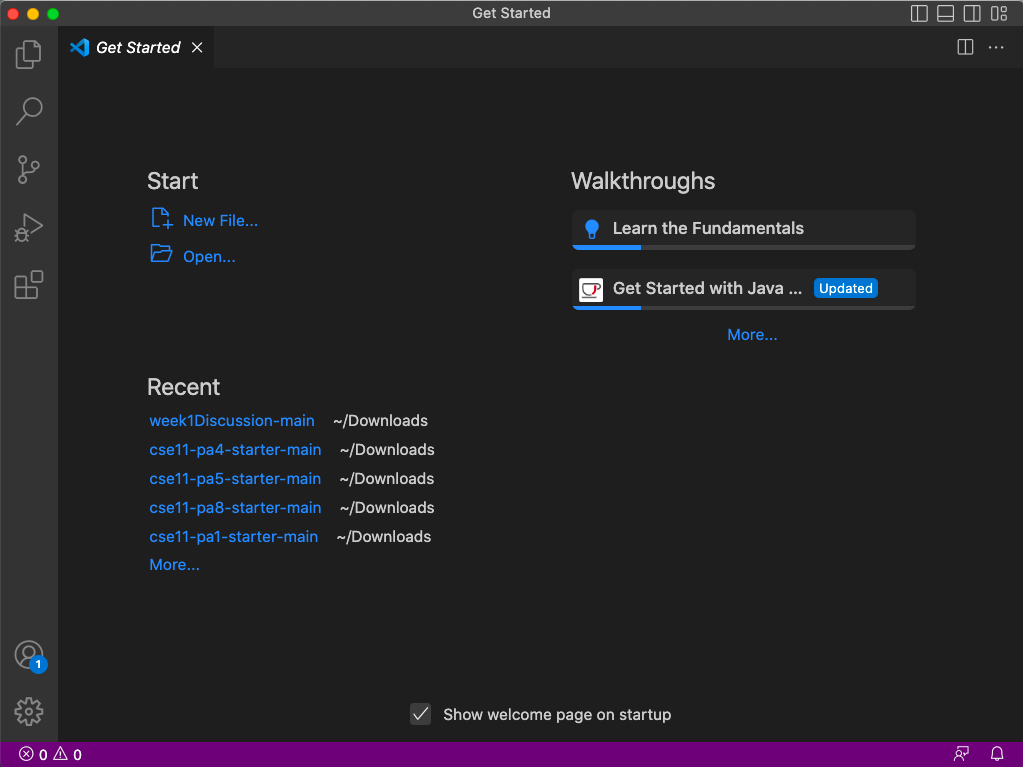 Get Started
Get Started
Start
New File...
Open...
Recent
week1Discussion-main ~/Downloads
cse11-pa4-starter-main ~/Downloads
cse11-pa5-starter-main ~/Downloads
cse11-pa8-starter-main ~/Downloads
cse11-pa1-starter-main ~/Downloads
More...
Walkthroughs
Learn the Fundamentals
Get Started with Java ... Updated
More...
Show welcome page on startup
1
0 0